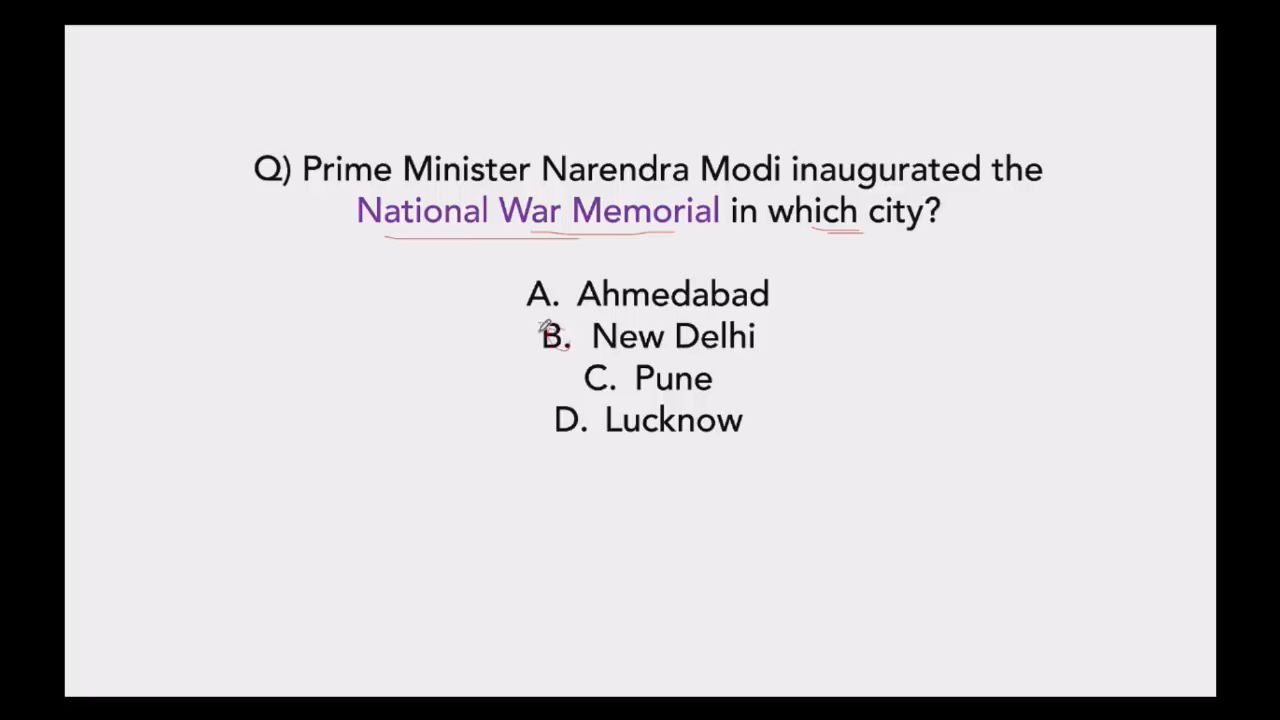 Q) Prime Minister Narendra Modi inaugurated the
National War Memorial in which city?
A. Ahmedabad
B. New Delhi
C. Pune
D. Lucknow